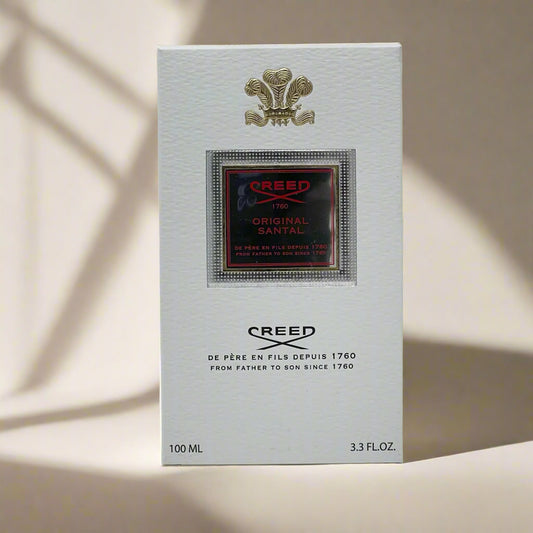 CREED
1760
ORIGINAL
SANTAL
DE PÈRE EN FILS DEPUIS 1760
FROM FATHER TO SON SINCE 1760
CREED
DE PÈRE EN FILS DEPUIS 1760
FROM FATHER TO SON SINCE 1760
100 ML
3.3 FL.OZ.